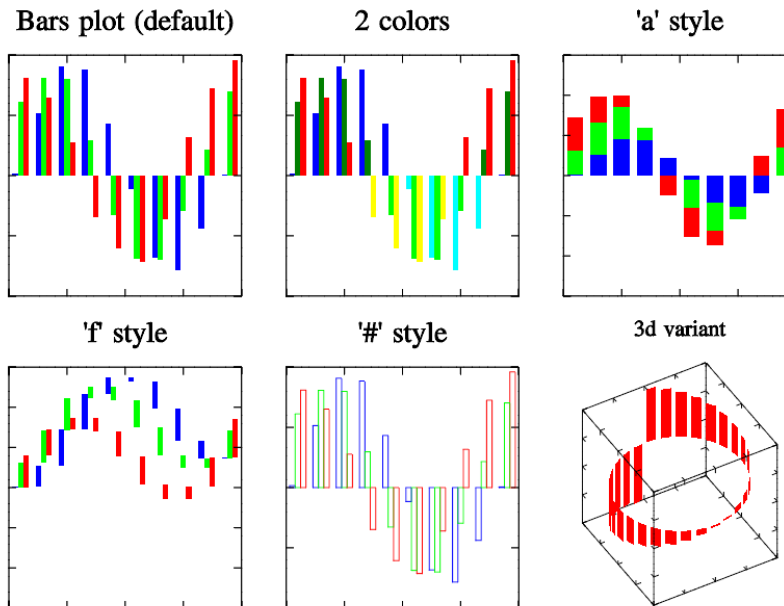 Bars plot (default)
2 colors
'a' style
'f' style
'#' style
3d variant